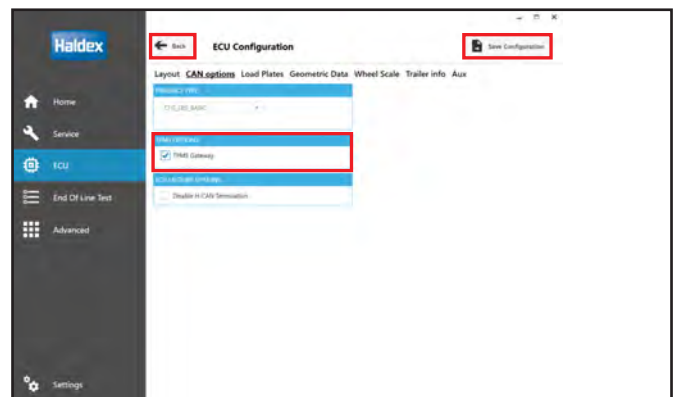 Haldex
Back
ECU Configuration
Save Configuration
Layout CAN options Load Plates Geometric Data Wheel Scale Trailer info Aux
Home
TPMS Gateway
Service
ECU
Disable H-CAN Termination
End Of Line Test
Advanced
Settings